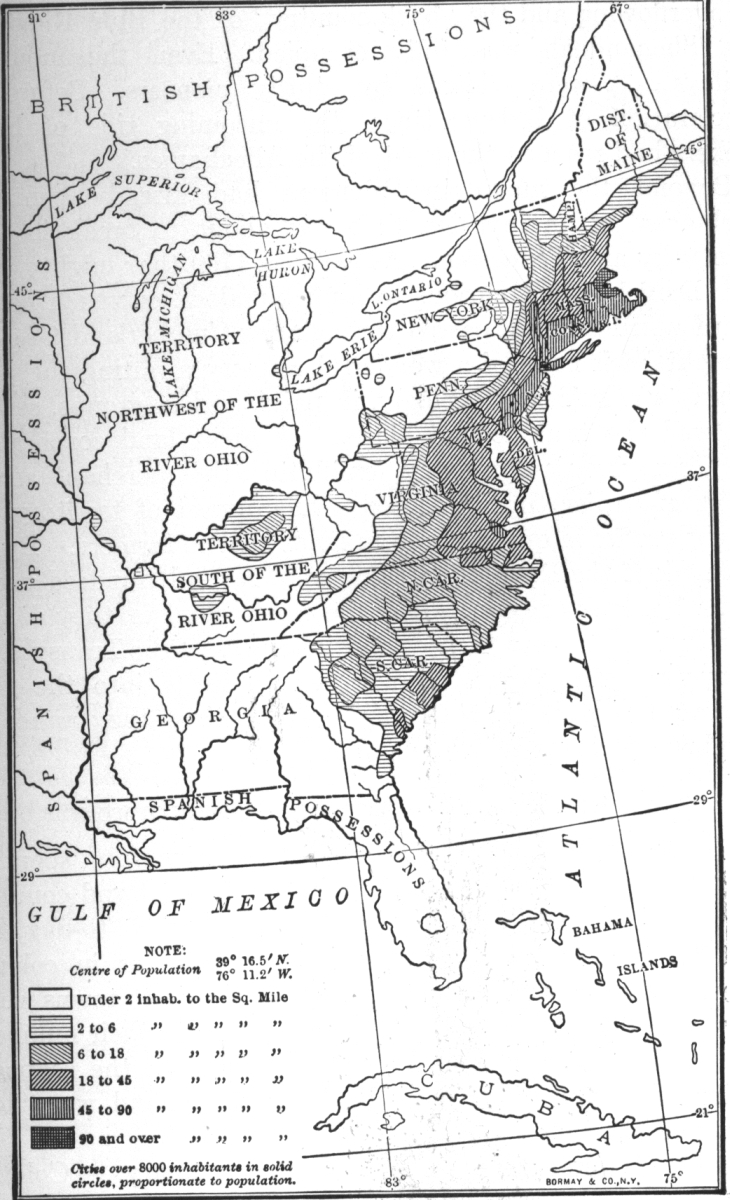 91°
83°
75°
67°
BRITISH POSSESSIONS
DIST.
OF
MAINE
45°
LAKE SUPERIOR
HAMP.
LAKE
HURON
45°
LAKE MICHIGAN
L. ONTARIO
NEW YORK
MASS.
LAKE ERIE
TERRITORY
NORTHWEST OF THE
RIVER OHIO
PENN.
DEL.
VIRGINIA
37°
TERRITORY
SOUTH OF THE
RIVER OHIO
37°
N. CAR.
S. CAR.
GEORGIA
SPANISH POSSESSIONS
SPANISH POSSESSIONS
ATLANTIC OCEAN
29°
29°
GULF OF MEXICO
BAHAMA
ISLANDS
CUBA
21°
NOTE:
Centre of Population 39° 16.5' N.
76° 11.2' W.
Under 2 inhab. to the Sq. Mile
2 to 6 " " " " "
6 to 18 " " " " "
18 to 45 " " " " "
45 to 90 " " " " "
90 and over " " " "
Cities over 8000 inhabitants in solid
circles, proportionate to population.
83°
BORMAY & CO., N.Y.
75°